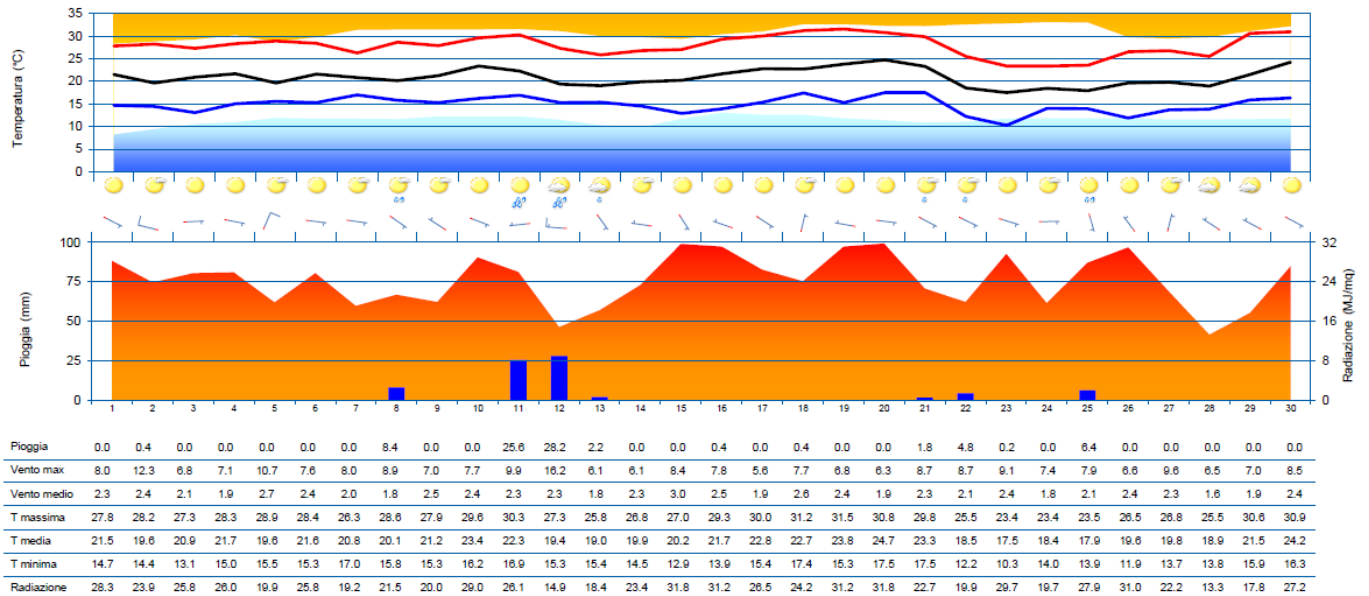 35
30
25
20
15
10
5
0
Temperatura (°C)
100
75
50
25
0
Pioggia (mm)
32
24
16
8
0
Radiazione (MJ/mq)
1 2 3 4 5 6 7 8 9 10 11 12 13 14 15 16 17 18 19 20 21 22 23 24 25 26 27 28 29 30
Pioggia 0.0 0.4 0.0 0.0 0.0 0.0 0.0 8.4 0.0 0.0 25.6 28.2 2.2 0.0 0.0 0.4 0.0 0.4 0.0 0.0 1.8 4.8 0.2 0.0 6.4 0.0 0.0 0.0 0.0 0.0
Vento max 8.0 12.3 6.8 7.1 10.7 7.6 8.0 8.9 7.0 7.7 9.9 16.2 6.1 6.1 8.4 7.8 5.6 7.7 6.8 6.3 8.7 8.7 9.1 7.4 7.9 6.6 9.6 6.5 7.0 8.5
Vento medio 2.3 2.4 2.1 1.9 2.7 2.4 2.0 1.8 2.5 2.4 2.3 2.3 1.8 2.3 3.0 2.5 1.9 2.6 2.4 1.9 2.3 2.1 2.4 1.8 2.1 2.4 2.3 1.6 1.9 2.4
T massima 27.8 28.2 27.3 28.3 28.9 28.4 26.3 28.6 27.9 29.6 30.3 27.3 25.8 26.8 27.0 29.3 30.0 31.2 31.5 30.8 29.8 25.5 23.4 23.4 23.5 26.5 26.8 25.5 30.6 30.9
T media 21.5 19.6 20.9 21.7 19.6 21.6 20.8 20.1 21.2 23.4 22.3 19.4 19.0 19.9 20.2 21.7 22.8 22.7 23.8 24.7 23.3 18.5 17.5 18.4 17.9 19.6 19.8 18.9 21.5 24.2
T minima 14.7 14.4 13.1 15.0 15.5 15.3 17.0 15.8 15.3 16.2 16.9 15.3 15.4 14.5 12.9 13.9 15.4 17.4 15.3 17.5 17.5 12.2 10.3 14.0 13.9 11.9 13.7 13.8 15.9 16.3
Radiazione 28.3 23.9 25.8 26.0 19.9 25.8 19.2 21.5 20.0 29.0 26.1 14.9 18.4 23.4 31.8 31.2 26.5 24.2 31.2 31.8 22.7 19.9 29.7 19.7 27.9 31.0 22.2 13.3 17.8 27.2